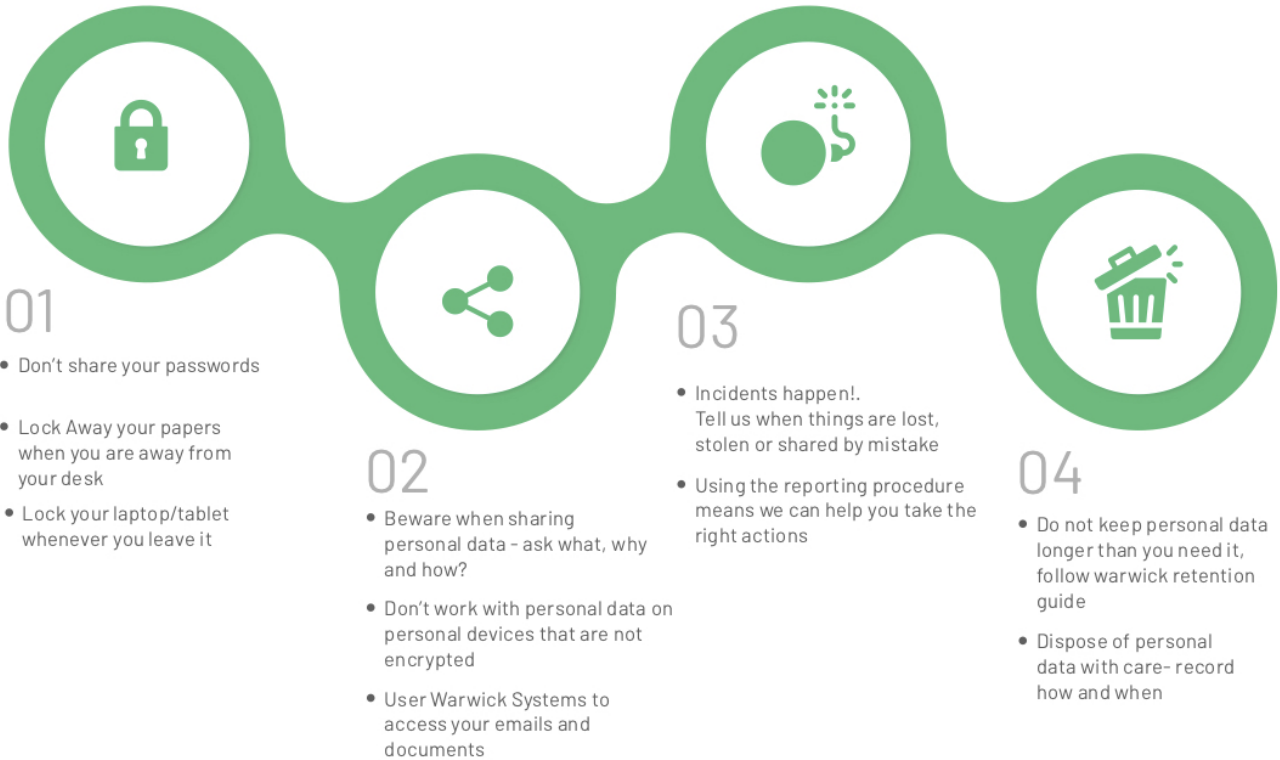 01
• Don't share your passwords
• Lock Away your papers
when you are away from
your desk
• Lock your laptop/tablet
whenever you leave it
02
• Beware when sharing
personal data - ask what, why
and how?
• Don't work with personal data on
personal devices that are not
encrypted
• User Warwick Systems to
access your emails and
documents
03
• Incidents happen!.
Tell us when things are lost,
stolen or shared by mistake
• Using the reporting procedure
means we can help you take the
right actions
04
• Do not keep personal data
longer than you need it,
follow warwick retention
guide
• Dispose of personal
data with care- record
how and when